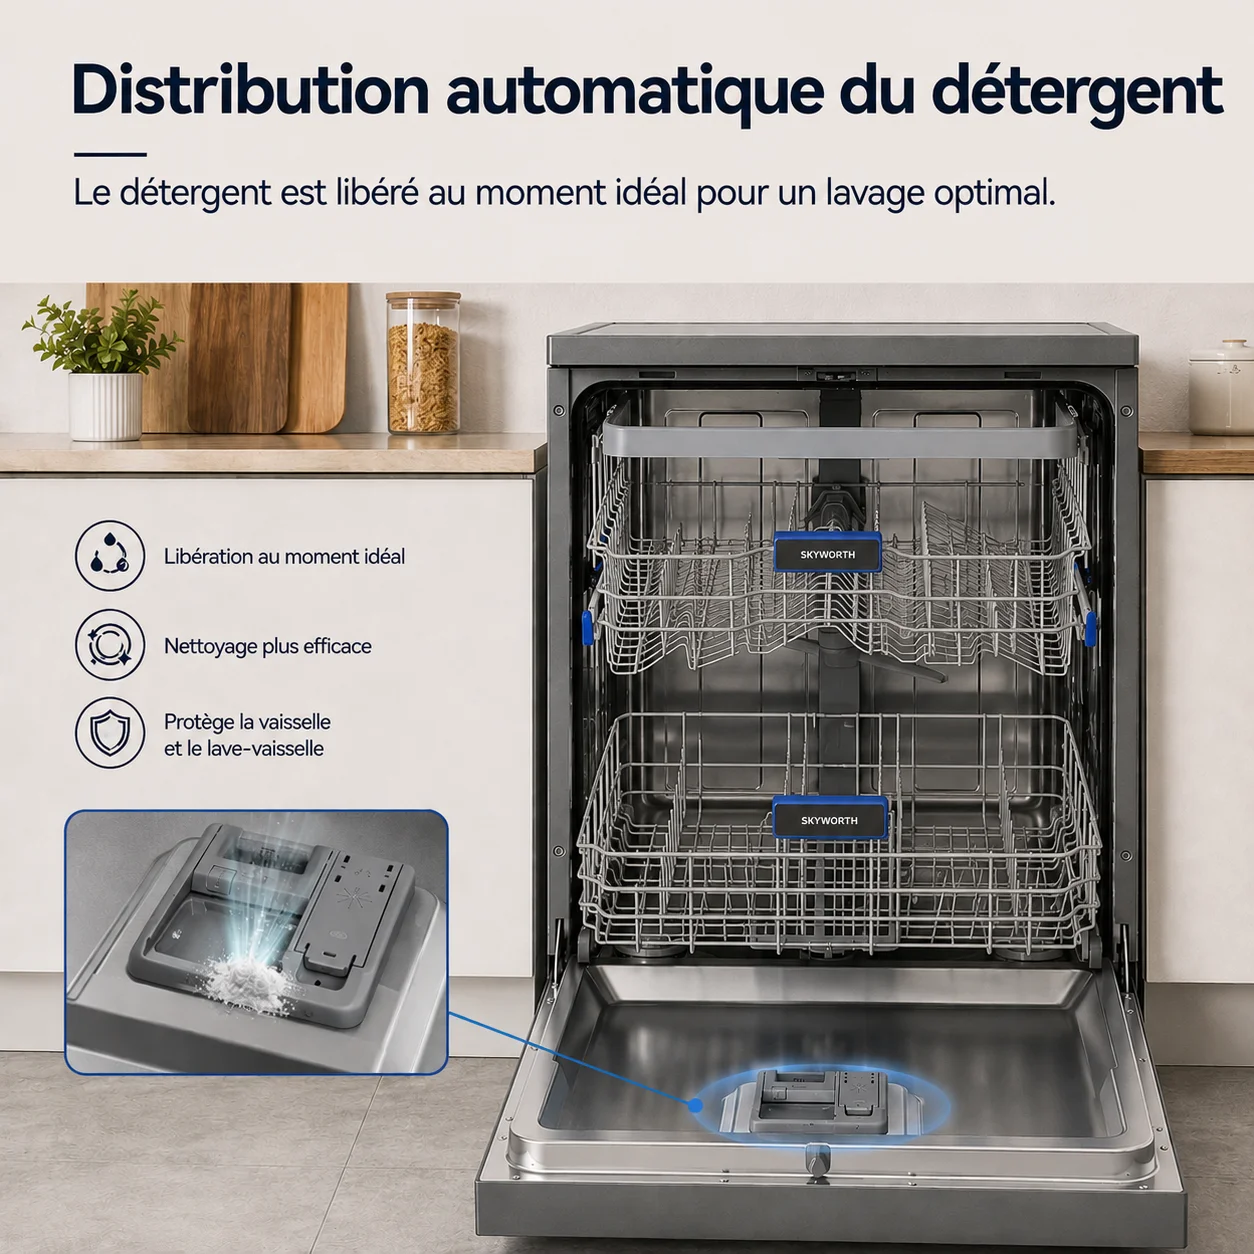 Distribution automatique du détergent
Le détergent est libéré au moment idéal pour un lavage optimal.
Libération au moment idéal
Nettoyage plus efficace
Protège la vaisselle
et le lave-vaisselle
SKYWORTH
SKYWORTH